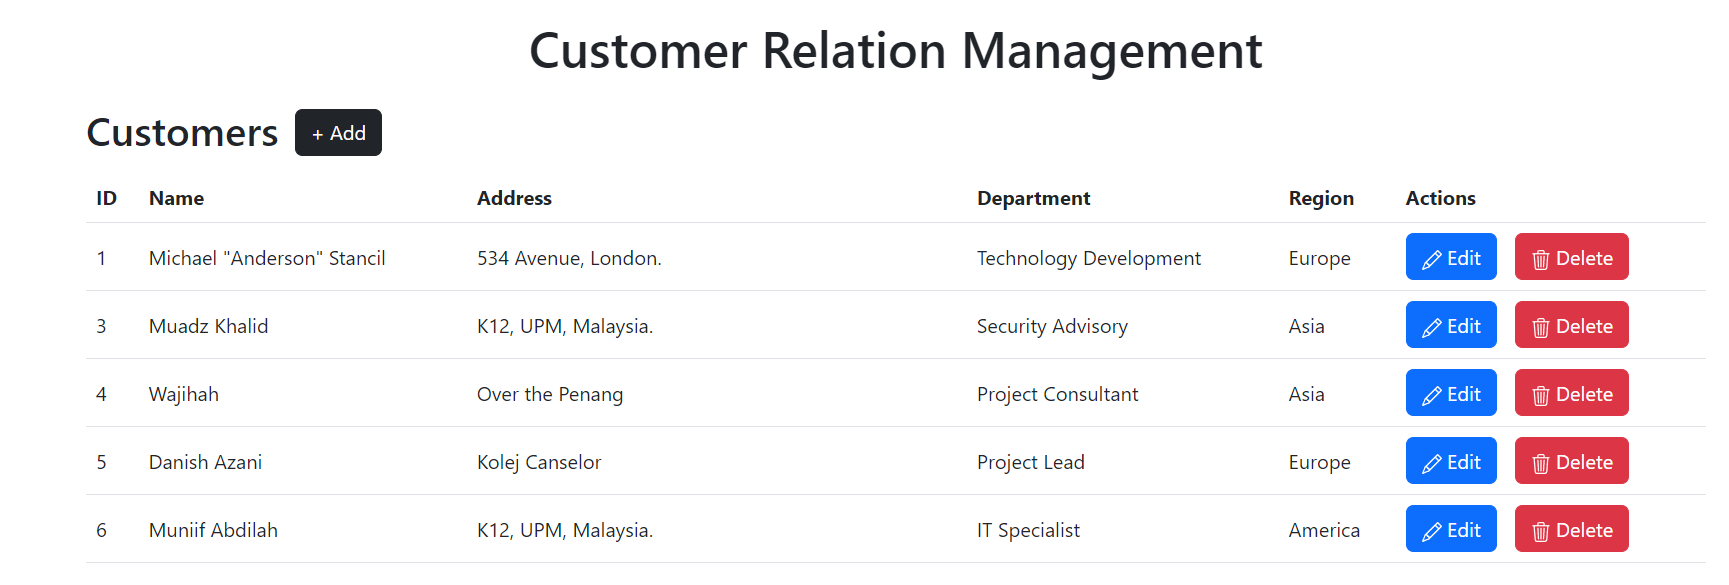 Customer Relation Management
Customers + Add
ID Name Address Department Region Actions
1 Michael "Anderson" Stancil 534 Avenue, London. Technology Development Europe Edit Delete
3 Muadz Khalid K12, UPM, Malaysia. Security Advisory Asia Edit Delete
4 Wajihah Over the Penang Project Consultant Asia Edit Delete
5 Danish Azani Kolej Canselor Project Lead Europe Edit Delete
6 Muniif Abdilah K12, UPM, Malaysia. IT Specialist America Edit Delete